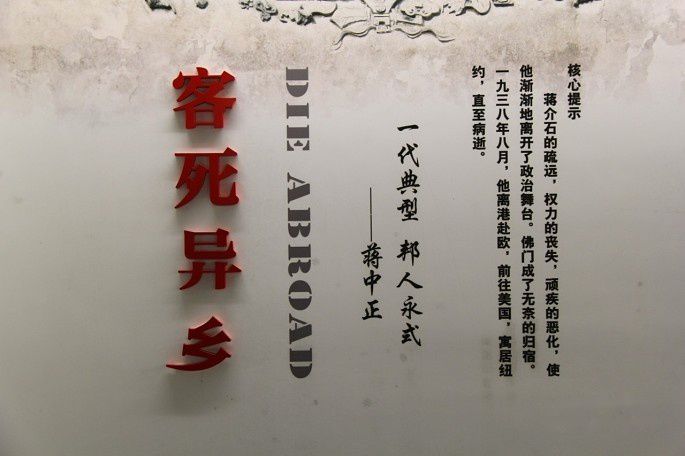 客死异乡
DIE ABROAD
一代典型 邦人永式
——蒋中正
核心提示
蒋介石的疏远，权力的丧失，顽疾的恶化，使
他渐渐地离开了政治舞台。佛门成了无奈的归宿。
一九三八年八月，他离港赴欧，前往美国，寓居纽
约，直至病逝。